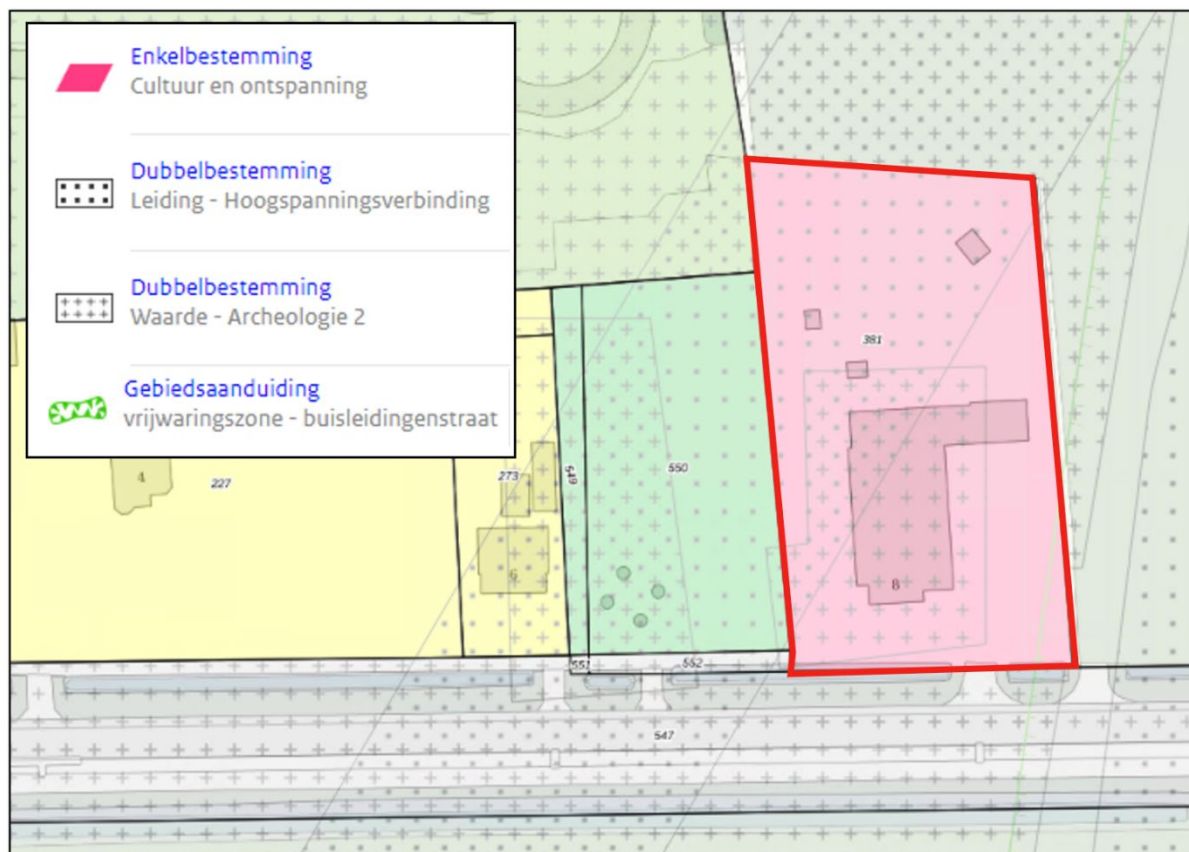 Enkelbestemming
Cultuur en ontspanning
Dubbelbestemming
Leiding - Hoogspanningsverbinding
Dubbelbestemming
Waarde - Archeologie 2
Gebiedsaanduiding
vrijwaringszone - buisleidingenstraat
381
4
227
273
549
550
6
8
551
552
547